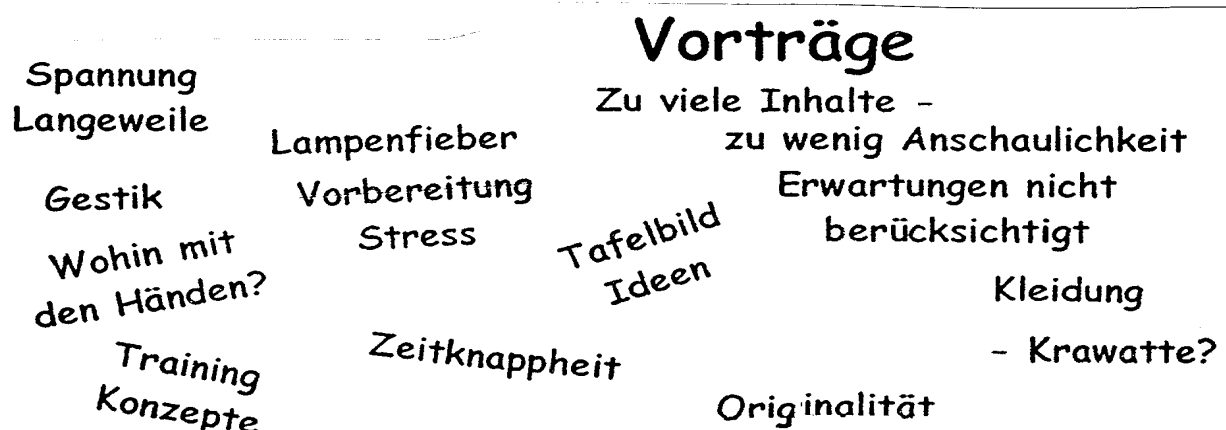 Vorträge
Spannung
Langeweile
Zu viele Inhalte -
zu wenig Anschaulichkeit
Lampenfieber
Vorbereitung
Stress
Erwartungen nicht
berücksichtigt
Gestik
Wohin mit
den Händen?
Tafelbild
Ideen
Kleidung
- Krawatte?
Training
Konzepte
Zeitknappheit
Originalität